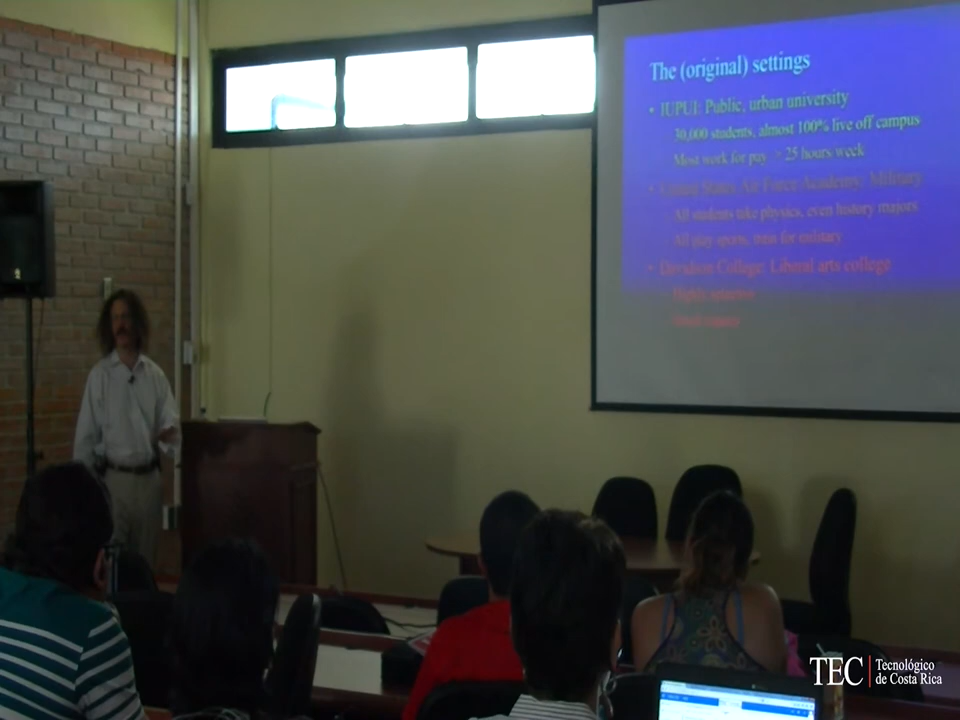 The (original) settings
• IUPUI: Public, urban university
30,000 students, almost 100% live off campus
Most work for pay > 25 hours/week
• United States Air Force Academy: Military
All students take physics, even history majors
All play sports, train for military
• Davidson College: Liberal arts college
Highly selective
TEC
Tecnológico
de Costa Rica